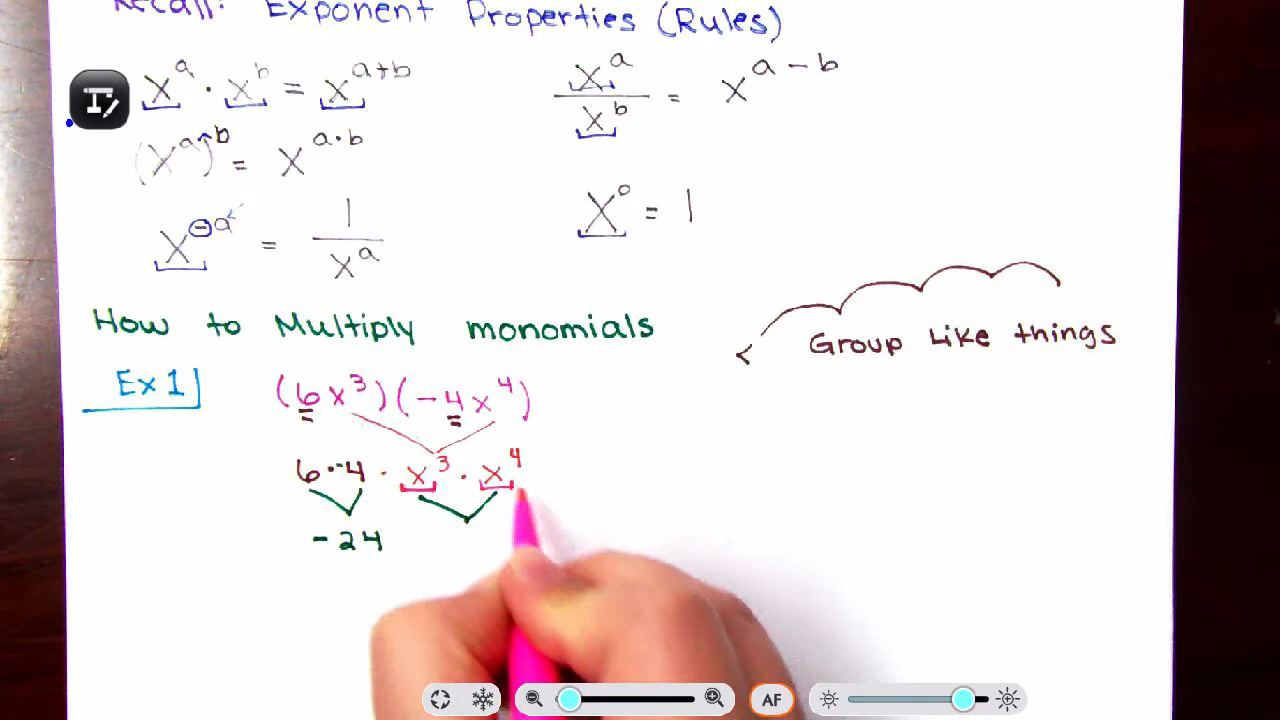 Recall: Exponent Properties (Rules)
x^a · x^b = x^(a+b)
x^a / x^b = x^(a-b)
(x^a)^b = x^(a·b)
x^(-a) = 1 / x^a
x^0 = 1
How to Multiply monomials
Group Like things
Ex 1
(6x^3)(-4x^4)
6·-4 · x^3 · x^4
-24
AF